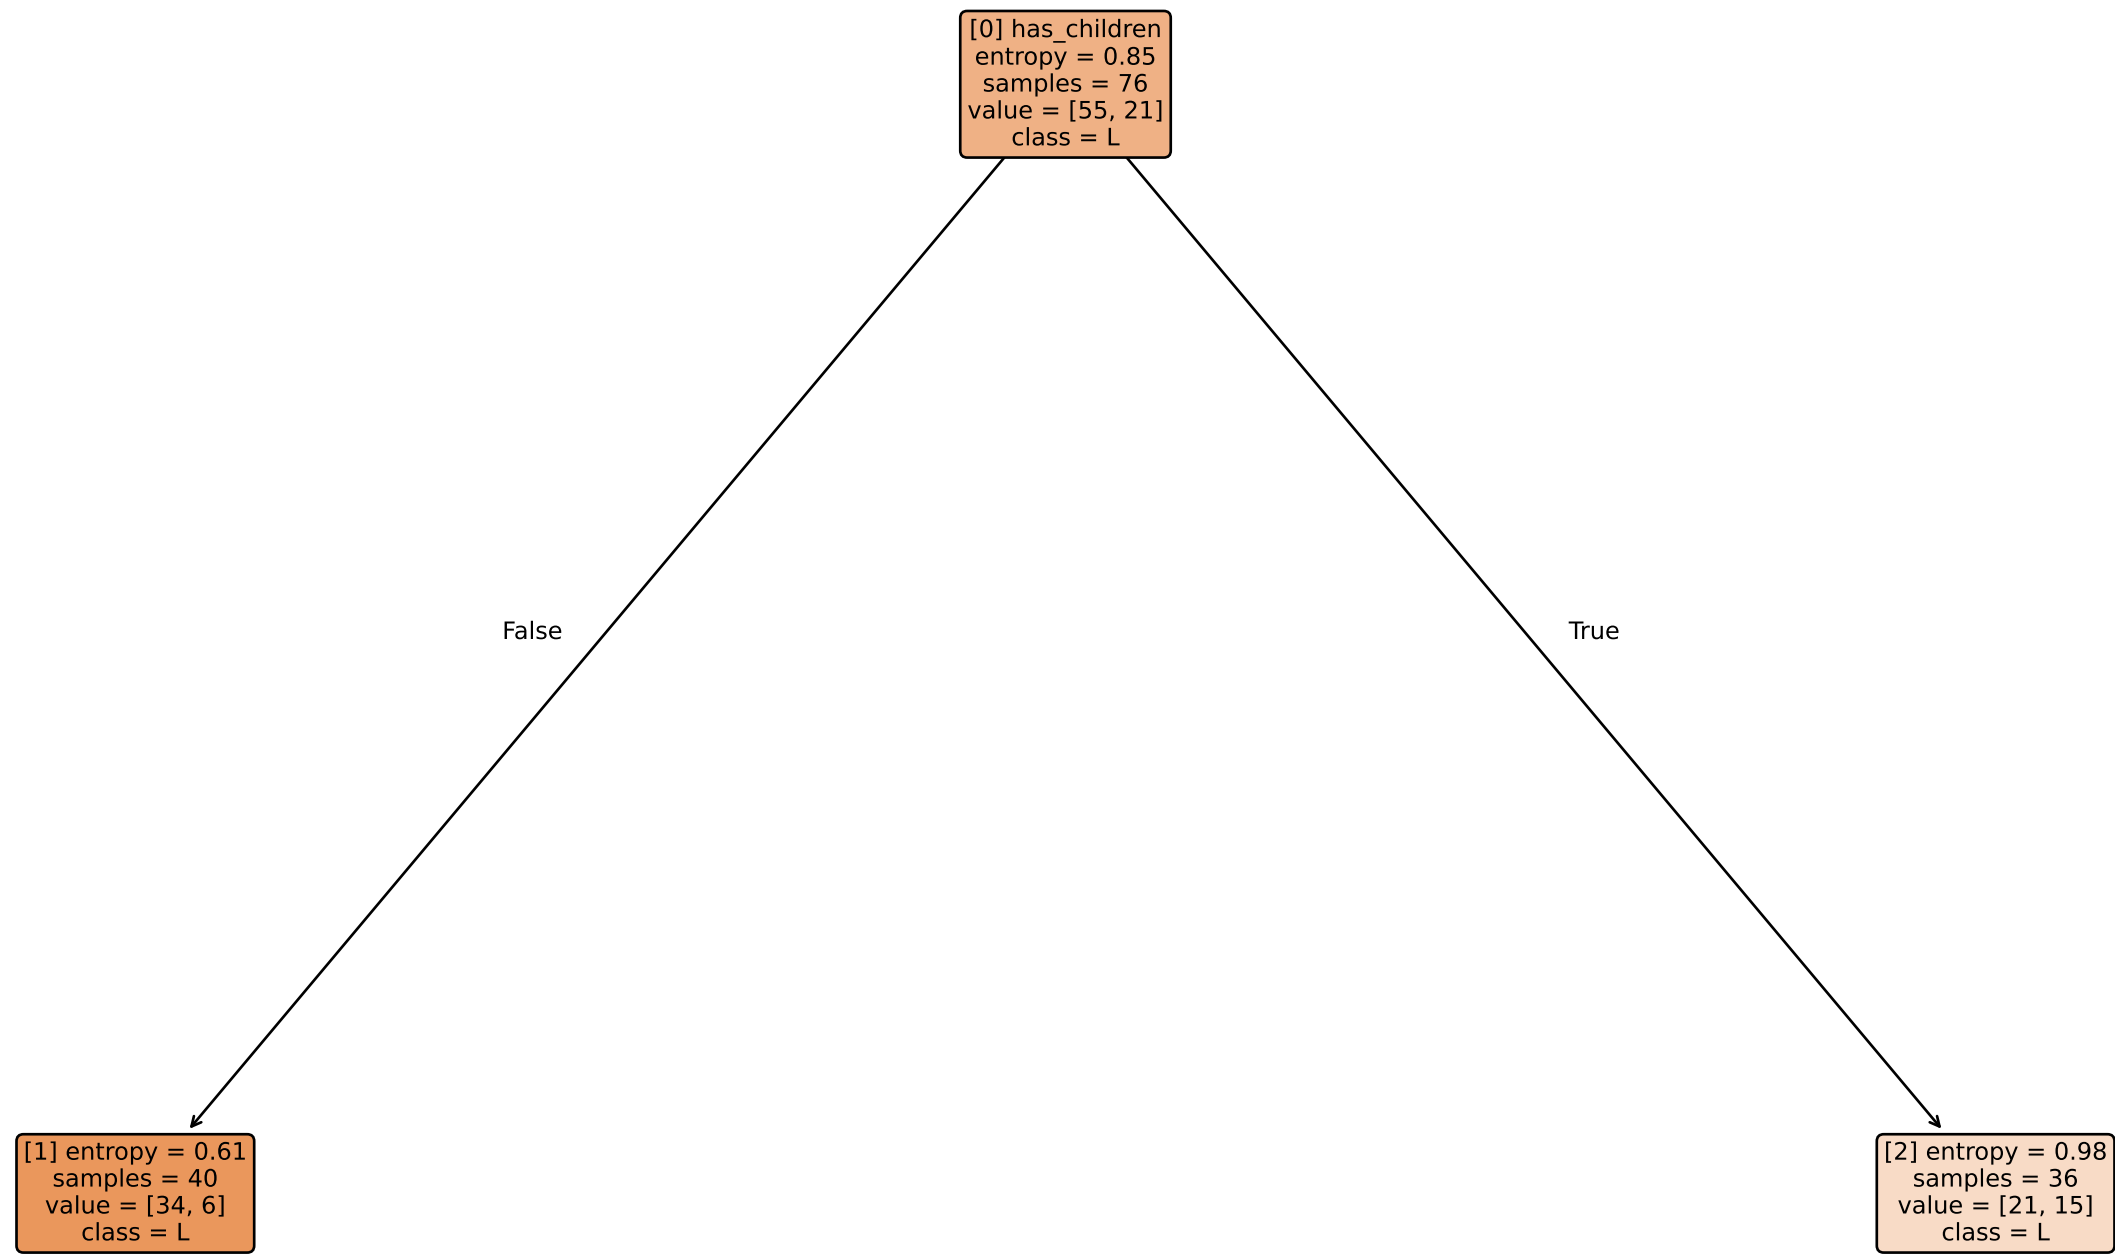 [0] has_children
entropy = 0.85
samples = 76
value = [55, 21]
class = L
False
True
[1] entropy = 0.61
samples = 40
value = [34, 6]
class = L
[2] entropy = 0.98
samples = 36
value = [21, 15]
class = L